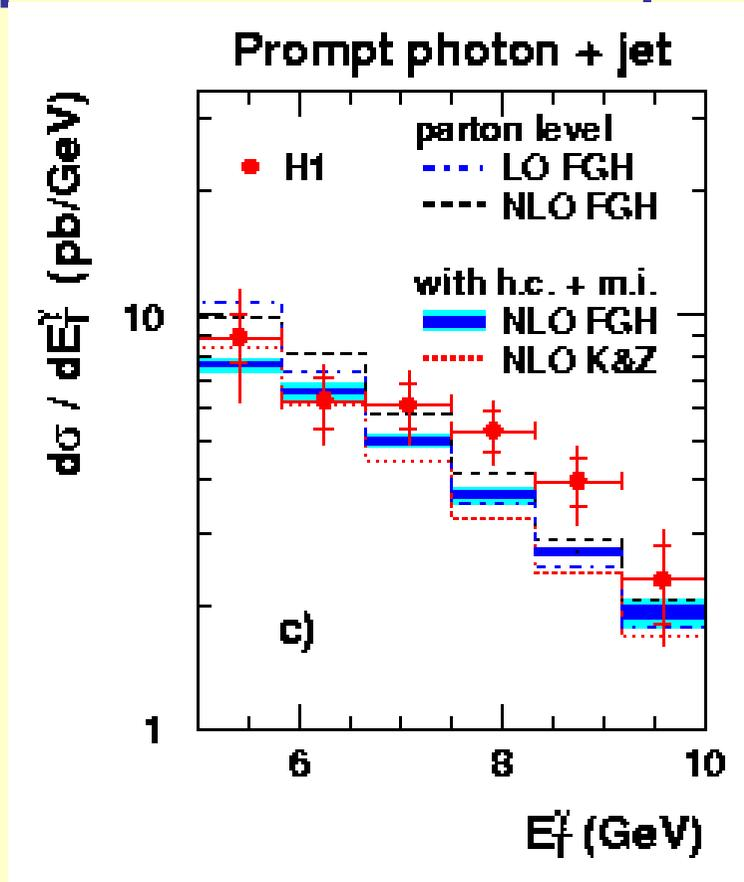 Prompt photon + jet
dσ / dE_T^γ (pb/GeV)
H1
parton level
LO FGH
NLO FGH
with h.c. + m.i.
NLO FGH
NLO K&Z
10
1
c)
6 8 10
E_T^γ (GeV)